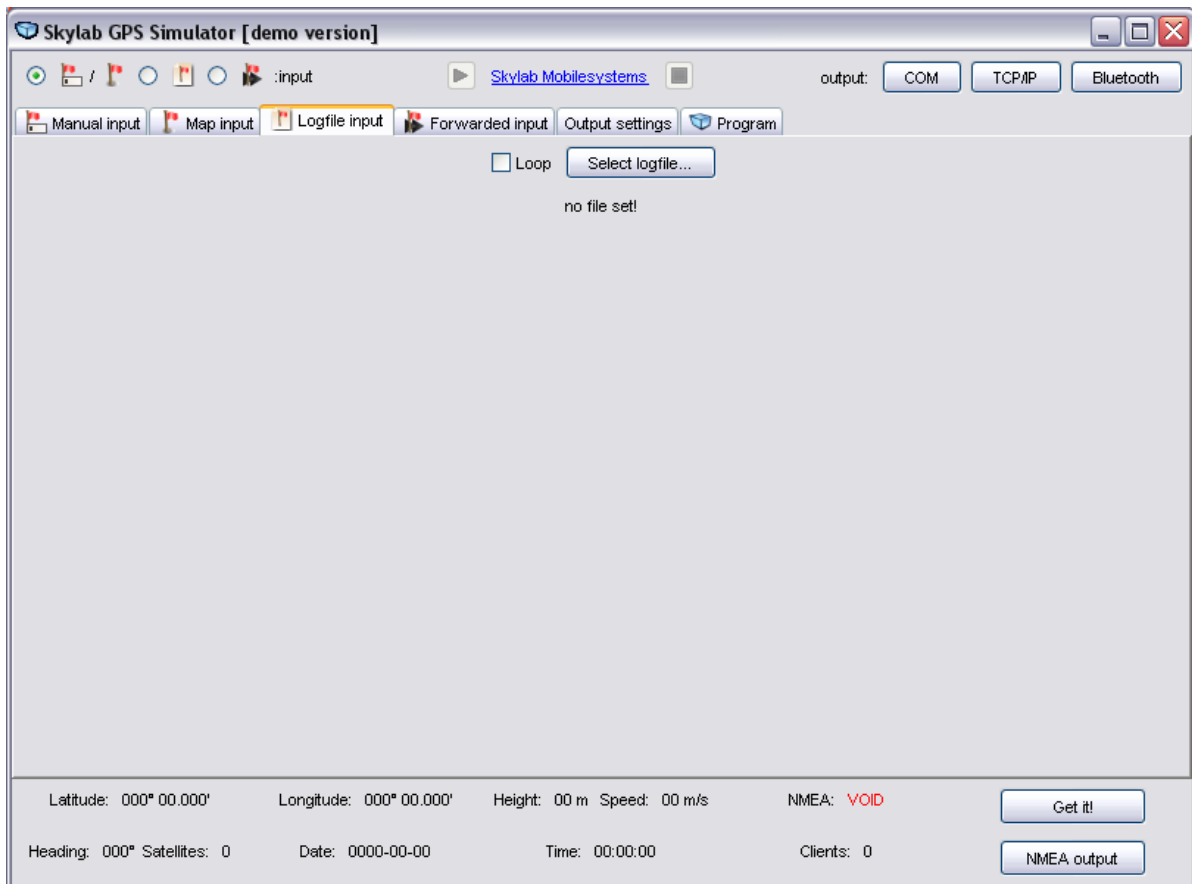 Skylab GPS Simulator [demo version]
/ :input Skylab Mobilesystems output: COM TCP/IP Bluetooth
Manual input Map input Logfile input Forwarded input Output settings Program
Loop Select logfile...
no file set!
Latitude: 000° 00.000' Longitude: 000° 00.000' Height: 00 m Speed: 00 m/s NMEA: VOID Get it!
Heading: 000° Satellites: 0 Date: 0000-00-00 Time: 00:00:00 Clients: 0 NMEA output